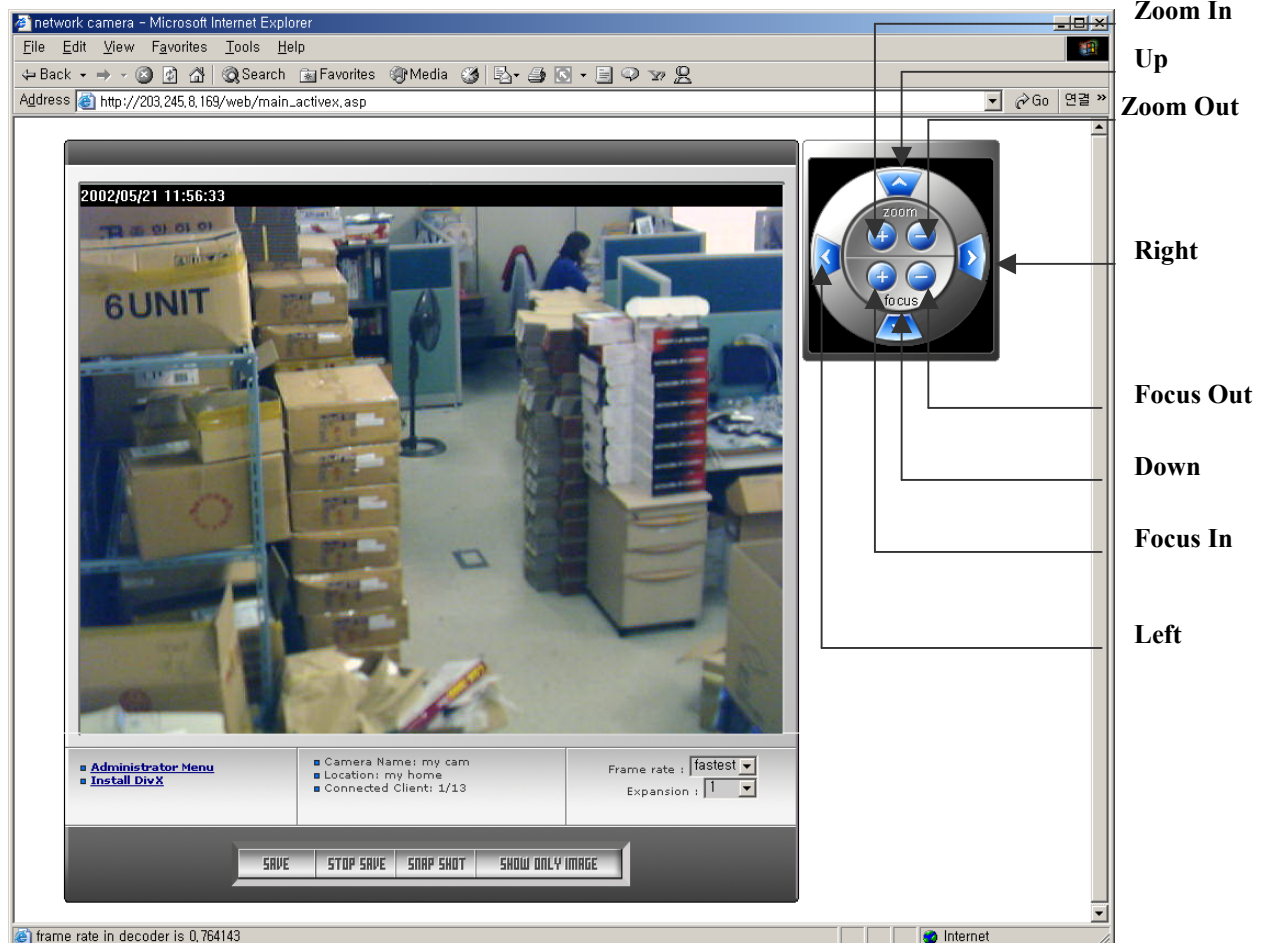 network camera - Microsoft Internet Explorer
Zoom In
File Edit View Favorites Tools Help
Up
Back Search Favorites Media
Address http://203,245,8,169/web/main_activex,asp Go 연결 »
Zoom Out
2002/05/21 11:56:33
zoom
6 UNIT
Right
focus
Focus Out
Down
Focus In
Left
Administrator Menu
Install DivX
Camera Name: my cam
Location: my home
Connected Client: 1/13
Frame rate : fastest
Expansion : 1
SAVE STOP SAVE SNAP SHOT SHOW ONLY IMAGE
frame rate in decoder is 0,764143 Internet